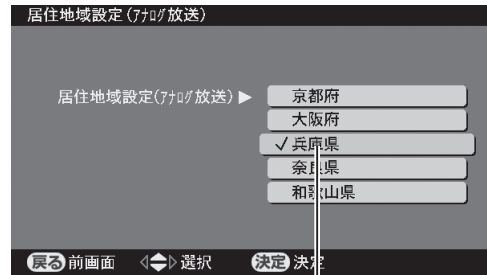 居住地域設定(アナログ放送)
居住地域設定(アナログ放送)▶
京都府
大阪府
✓兵庫県
奈良県
和歌山県
戻る 前画面 選択 決定 決定